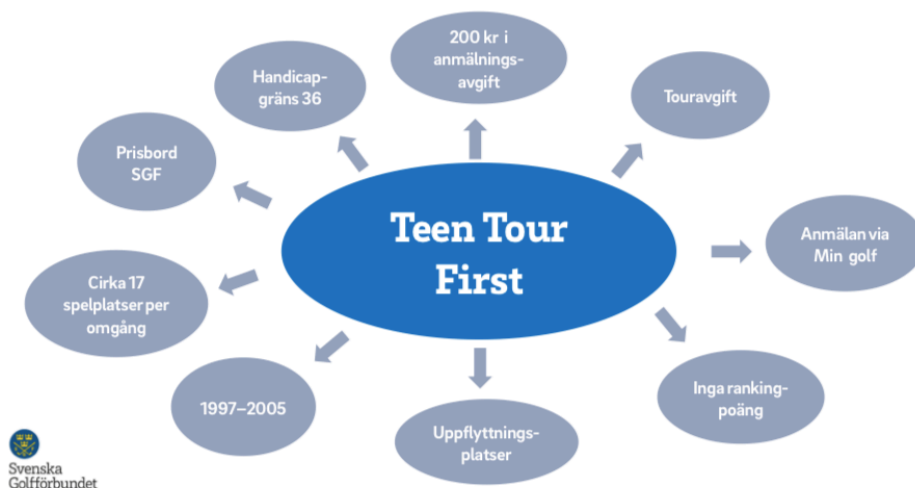 200 kr i
anmälnings-
avgift
Handicap-
gräns 36
Touravgift
Prisbord
SGF
Teen Tour
First
Anmälan via
Min golf
Cirka 17
spelplatser per
omgång
Inga ranking-
poäng
1997–2005
Uppflyttnings-
platser
Svenska
Golfförbundet